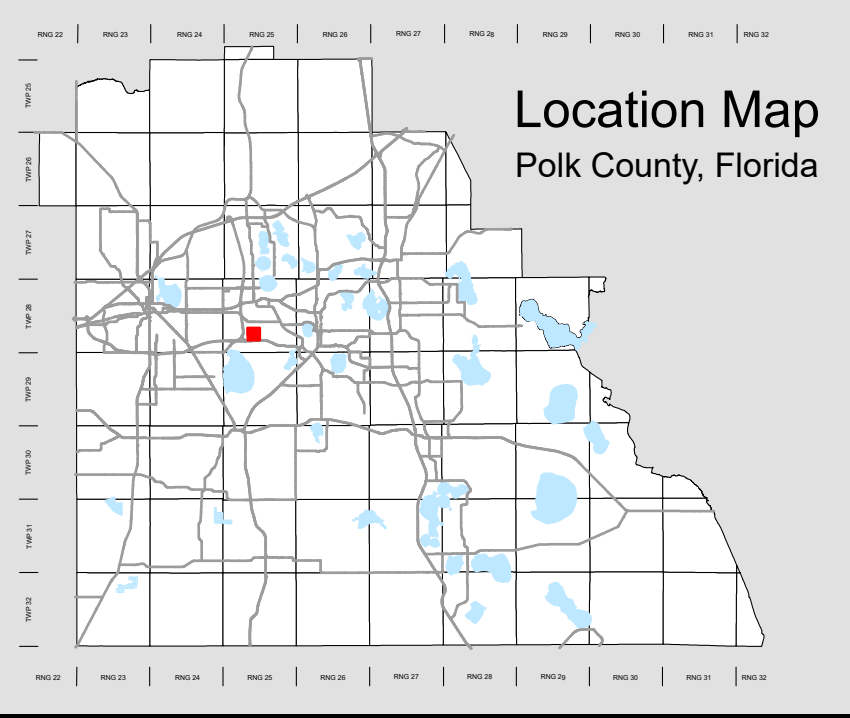 RNG 22 RNG 23 RNG 24 RNG 25 RNG 26 RNG 27 RNG 28 RNG 29 RNG 30 RNG 31 RNG 32
Location Map
Polk County, Florida
TWP 25
TWP 26
TWP 27
TWP 28
TWP 29
TWP 30
TWP 31
TWP 32
RNG 22 RNG 23 RNG 24 RNG 25 RNG 26 RNG 27 RNG 28 RNG 29 RNG 30 RNG 31 RNG 32